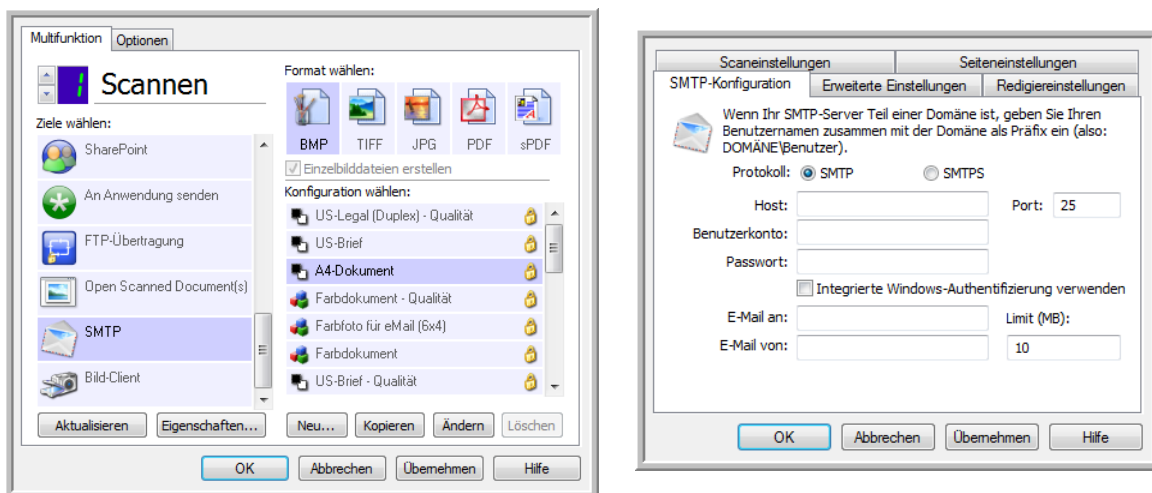 Multifunktion
Optionen
1 Scannen
Ziele wählen:
SharePoint
An Anwendung senden
FTP-Übertragung
Open Scanned Document(s)
SMTP
Bild-Client
Aktualisieren
Eigenschaften...
Format wählen:
BMP
TIFF
JPG
PDF
sPDF
Einzelbilddateien erstellen
Konfiguration wählen:
US-Legal (Duplex) - Qualität
US-Brief
A4-Dokument
Farbdokument - Qualität
Farbfoto für eMail (6x4)
Farbdokument
US-Brief - Qualität
Neu...
Kopieren
Ändern
Löschen
OK
Abbrechen
Übernehmen
Hilfe
Scaneinstellungen
Seiteneinstellungen
SMTP-Konfiguration
Erweiterte Einstellungen
Redigiereinstellungen
Wenn Ihr SMTP-Server Teil einer Domäne ist, geben Sie Ihren
Benutzernamen zusammen mit der Domäne als Präfix ein (also:
DOMÄNE\Benutzer).
Protokoll:
SMTP
SMTPS
Host:
Port: 25
Benutzerkonto:
Passwort:
Integrierte Windows-Authentifizierung verwenden
E-Mail an:
Limit (MB):
E-Mail von:
10
OK
Abbrechen
Übernehmen
Hilfe